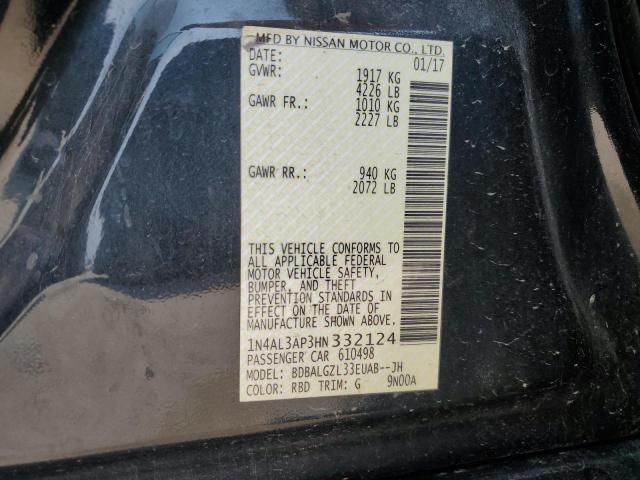 MFD BY NISSAN MOTOR CO., LTD.
DATE: 01/17
GVWR: 1917 KG
4226 LB
GAWR FR.: 1010 KG
2227 LB
GAWR RR.: 940 KG
2072 LB
THIS VEHICLE CONFORMS TO
ALL APPLICABLE FEDERAL
MOTOR VEHICLE SAFETY,
BUMPER, AND THEFT
PREVENTION STANDARDS IN
EFFECT ON THE DATE OF
MANUFACTURE SHOWN ABOVE.
1N4AL3AP3HN332124
PASSENGER CAR 610498
MODEL: BDBALGZL33EUAB--JH
COLOR: RBD TRIM: G 9N00A